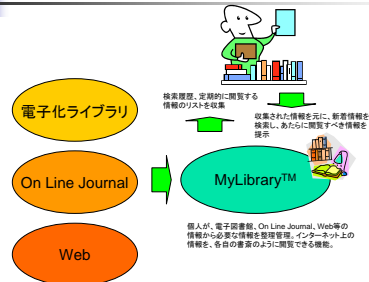 検索履歴、定期的に閲覧する
情報のリストを収集
収集された情報を元に、新着情報を
検索し、あたらに閲覧すべき情報を
提示
電子化ライブラリ
On Line Journal
Web
MyLibraryTM
個人が、電子図書館、On Line Journal、Web等の
情報から必要な情報を整理管理。インターネット上の
情報を、各自の書斎のように閲覧できる機能。